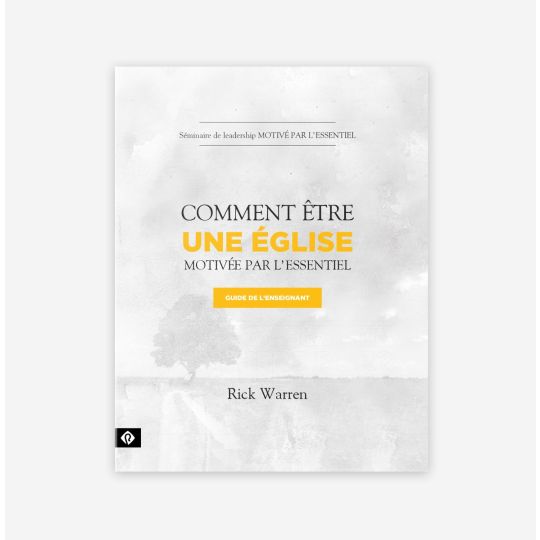 Séminaire de leadership MOTIVÉ PAR L'ESSENTIEL
COMMENT ÊTRE
UNE ÉGLISE
MOTIVÉE PAR L'ESSENTIEL
GUIDE DE L'ENSEIGNANT
Rick Warren